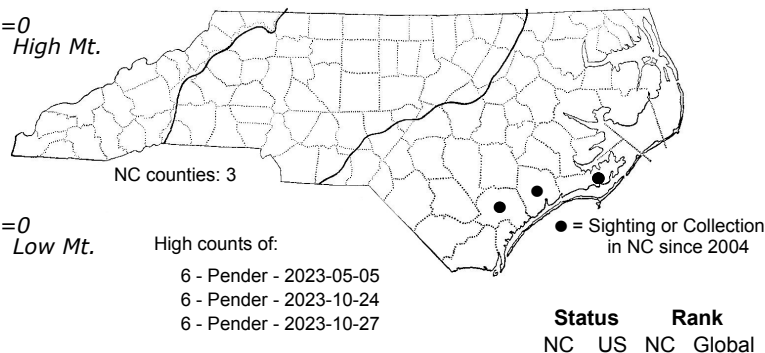 =0
High Mt.
NC counties: 3
=0
Low Mt.
High counts of:
6 - Pender - 2023-05-05
6 - Pender - 2023-10-24
6 - Pender - 2023-10-27
= Sighting or Collection
in NC since 2004
Status Rank
NC US NC Global